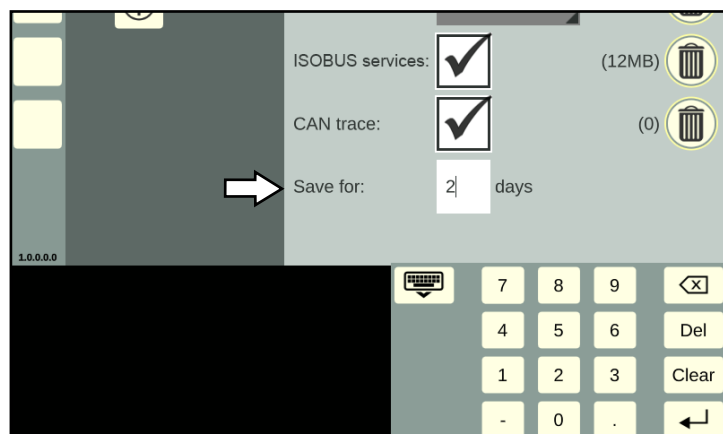 ISOBUS services: (12MB)
CAN trace: (0)
Save for: 2 days
1.0.0.0.0
7 8 9
4 5 6 Del
1 2 3 Clear
- 0 .